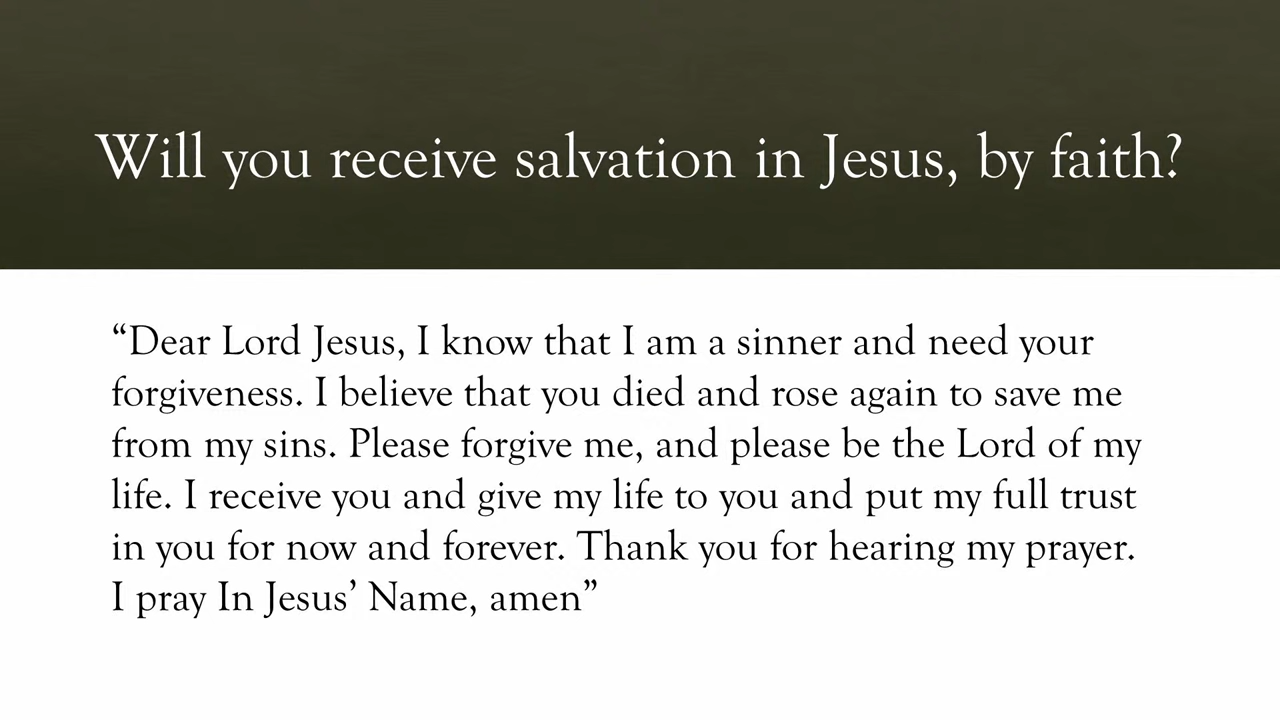 Will you receive salvation in Jesus, by faith?
“Dear Lord Jesus, I know that I am a sinner and need your
forgiveness. I believe that you died and rose again to save me
from my sins. Please forgive me, and please be the Lord of my
life. I receive you and give my life to you and put my full trust
in you for now and forever. Thank you for hearing my prayer.
I pray In Jesus’ Name, amen”